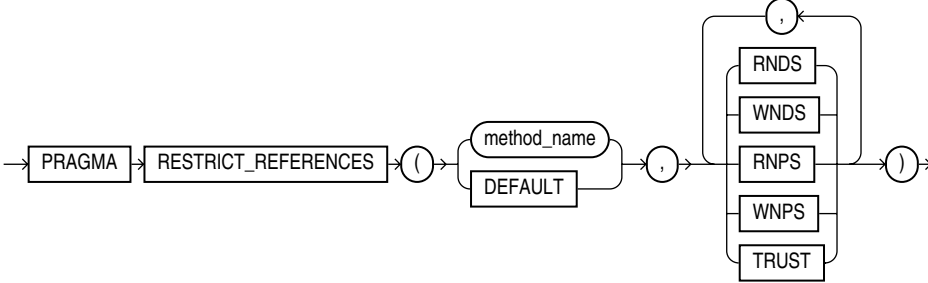 ,
RNDS
WNDS
PRAGMA RESTRICT_REFERENCES ( method_name DEFAULT , RNPS )
WNPS
TRUST